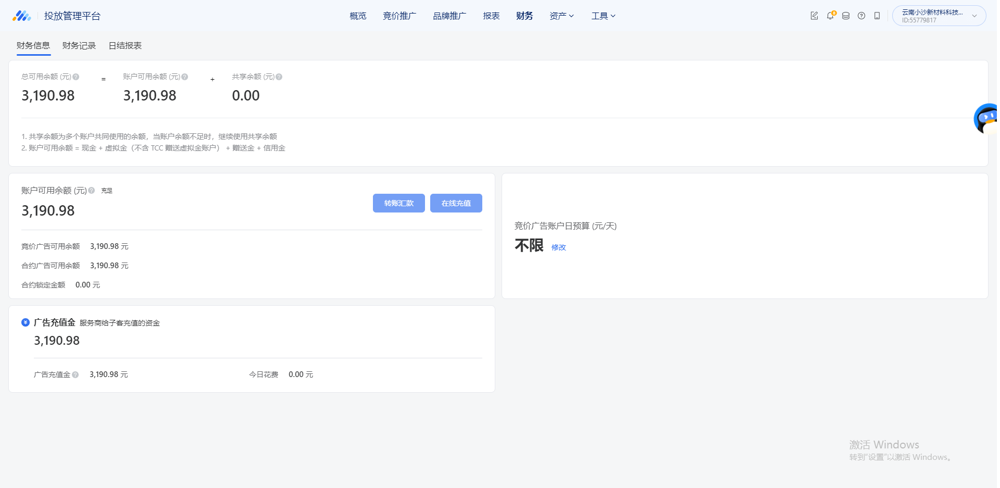 投放管理平台
概览
竞价推广
品牌推广
报表
财务
资产
工具
8
云南小沙新材料科技...
ID:55779817
财务信息
财务记录
日结报表
总可用余额 (元)
=
账户可用余额 (元)
+
共享余额 (元)
3,190.98
3,190.98
0.00
1. 共享余额为多个账户共同使用的余额，当账户余额不足时，继续使用共享余额
2. 账户可用余额 = 现金 + 虚拟金（不含 TCC 赠送虚拟金账户） + 赠送金 + 信用金
账户可用余额 (元) 充足
3,190.98
转账汇款
在线充值
竞价广告可用余额 3,190.98 元
合约广告可用余额 3,190.98 元
合约锁定金额 0.00 元
竞价广告账户日预算 (元/天)
不限 修改
广告充值金 服务商给子客充值的资金
3,190.98
广告充值金 3,190.98 元
今日花费 0.00 元
激活 Windows
转到“设置”以激活 Windows。